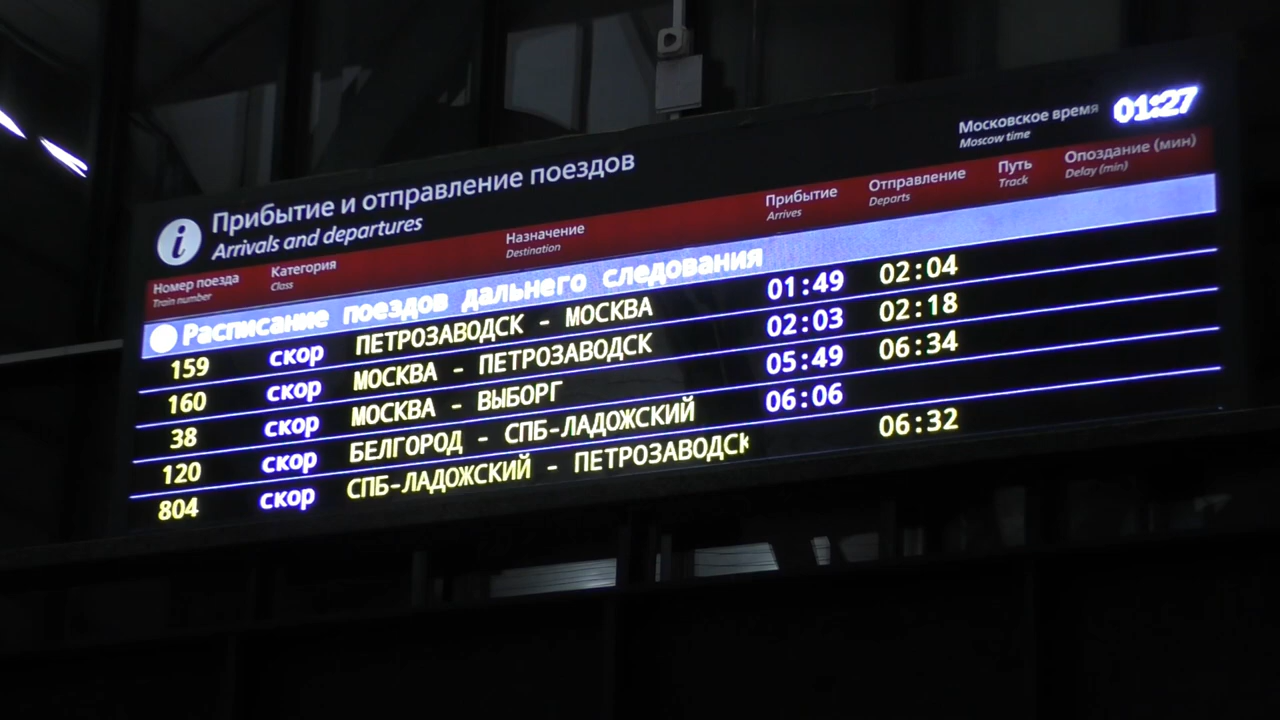 Московское время 01:27
Moscow time
Прибытие и отправление поездов
Arrivals and departures
Номер поезда Категория Назначение Прибытие Отправление Путь Опоздание (мин)
Train number Class Destination Arrives Departs Track Delay (min)
Расписание поездов дальнего следования
159 скор ПЕТРОЗАВОДСК - МОСКВА 01:49 02:04
160 скор МОСКВА - ПЕТРОЗАВОДСК 02:03 02:18
38 скор МОСКВА - ВЫБОРГ 05:49 06:34
120 скор БЕЛГОРОД - СПБ-ЛАДОЖСКИЙ 06:06
804 скор СПБ-ЛАДОЖСКИЙ - ПЕТРОЗАВОДСК 06:32